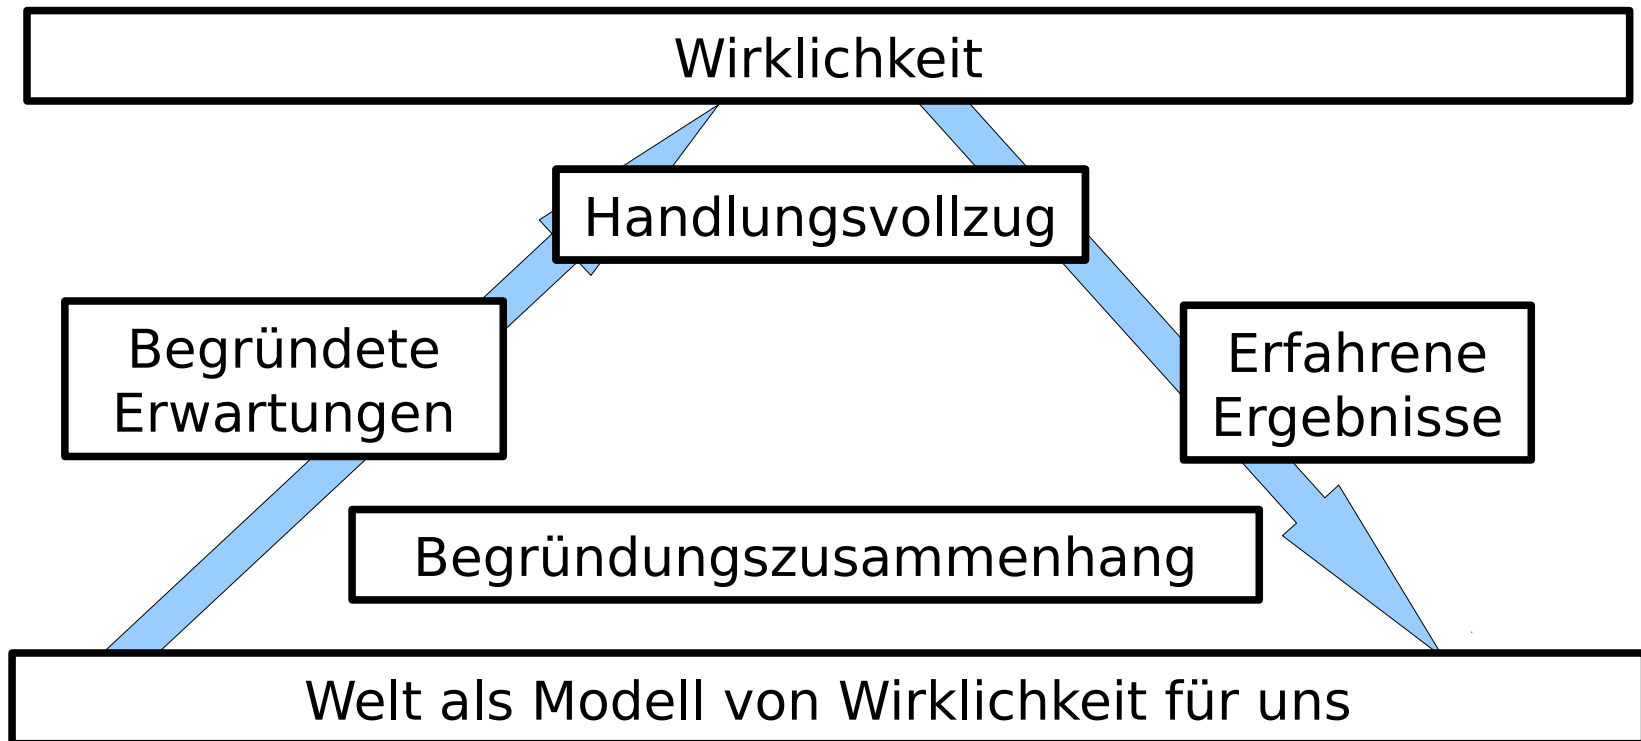 Wirklichkeit
Handlungsvollzug
Begründete
Erwartungen
Erfahrene
Ergebnisse
Begründungszusammenhang
Welt als Modell von Wirklichkeit für uns